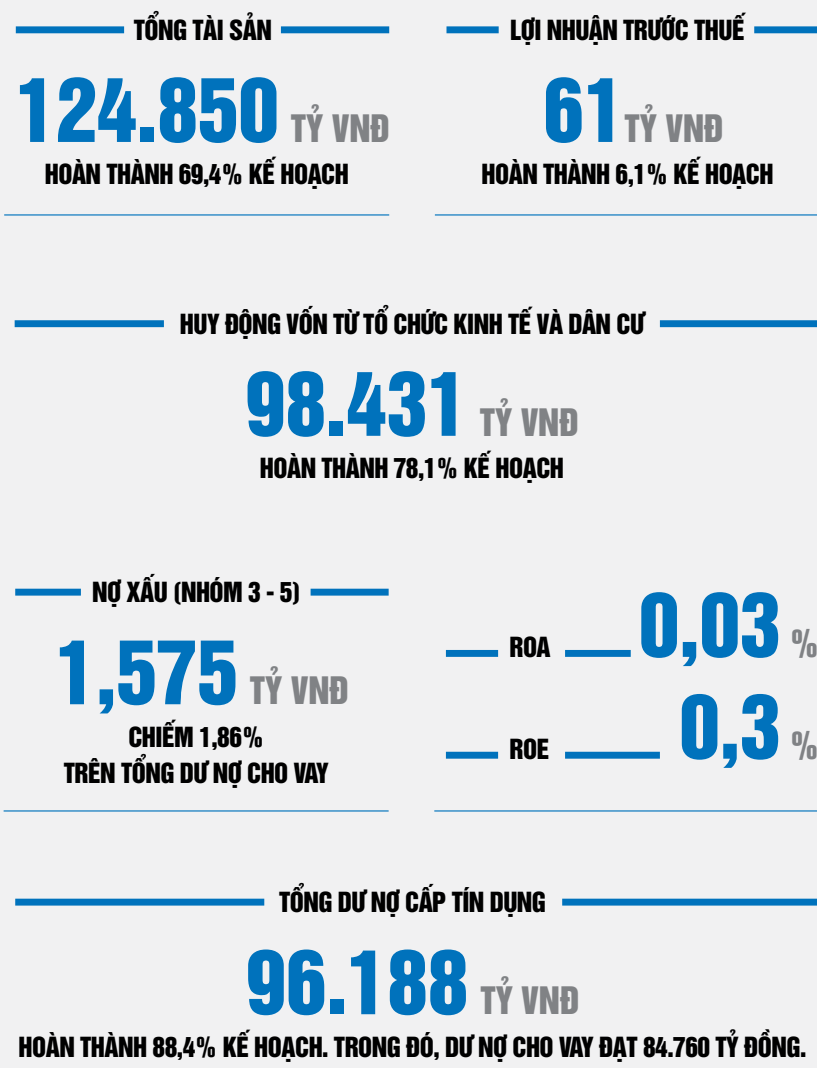 TỔNG TÀI SẢN
124.850 TỶ VNĐ
HOÀN THÀNH 69,4% KẾ HOẠCH
LỢI NHUẬN TRƯỚC THUẾ
61 TỶ VNĐ
HOÀN THÀNH 6,1% KẾ HOẠCH
HUY ĐỘNG VỐN TỪ TỔ CHỨC KINH TẾ VÀ DÂN CƯ
98.431 TỶ VNĐ
HOÀN THÀNH 78,1% KẾ HOẠCH
NỢ XẤU (NHÓM 3 - 5)
1,575 TỶ VNĐ
CHIẾM 1,86%
TRÊN TỔNG DƯ NỢ CHO VAY
ROA 0,03 %
ROE 0,3 %
TỔNG DƯ NỢ CẤP TÍN DỤNG
96.188 TỶ VNĐ
HOÀN THÀNH 88,4% KẾ HOẠCH. TRONG ĐÓ, DƯ NỢ CHO VAY ĐẠT 84.760 TỶ ĐỒNG.